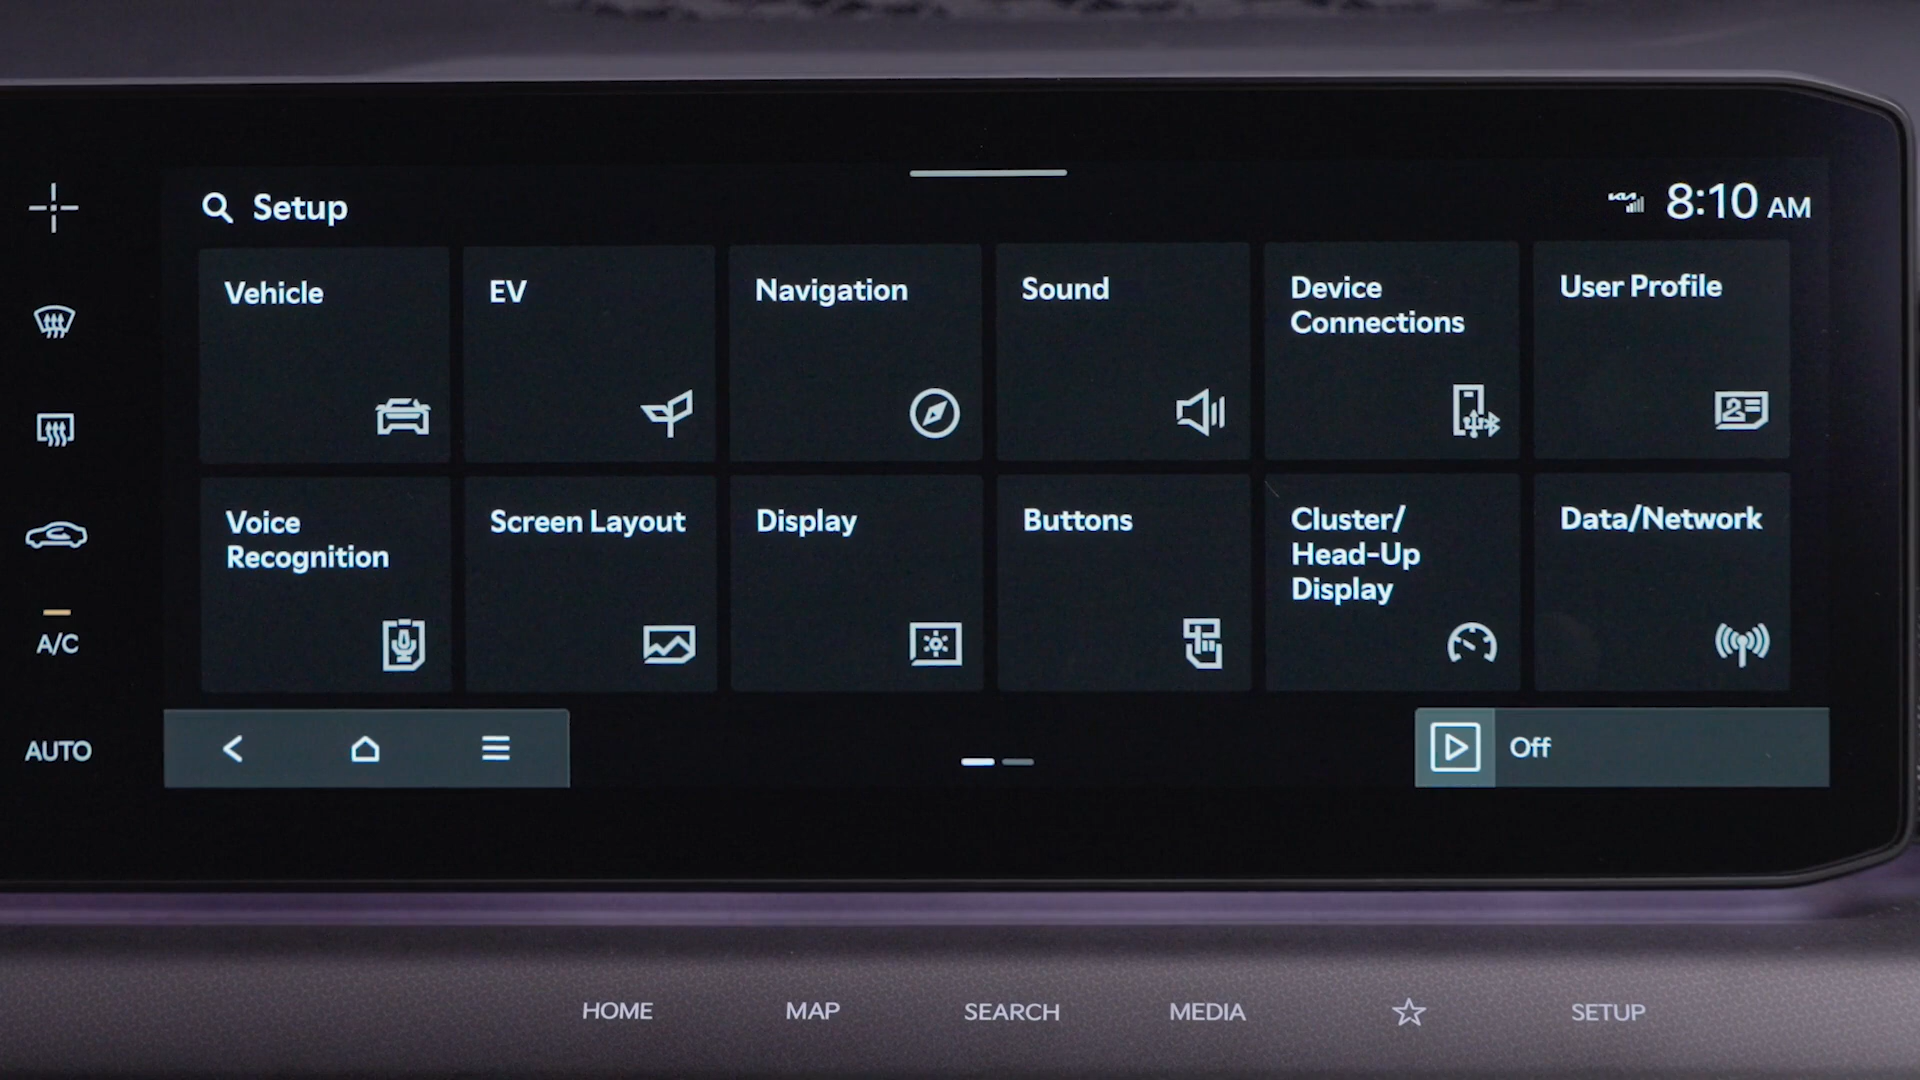 Setup
KIA 8:10 AM
Vehicle
EV
Navigation
Sound
Device
Connections
User Profile
Voice
Recognition
Screen Layout
Display
Buttons
Cluster/
Head-Up
Display
Data/Network
A/C
AUTO
Off
HOME MAP SEARCH MEDIA SETUP